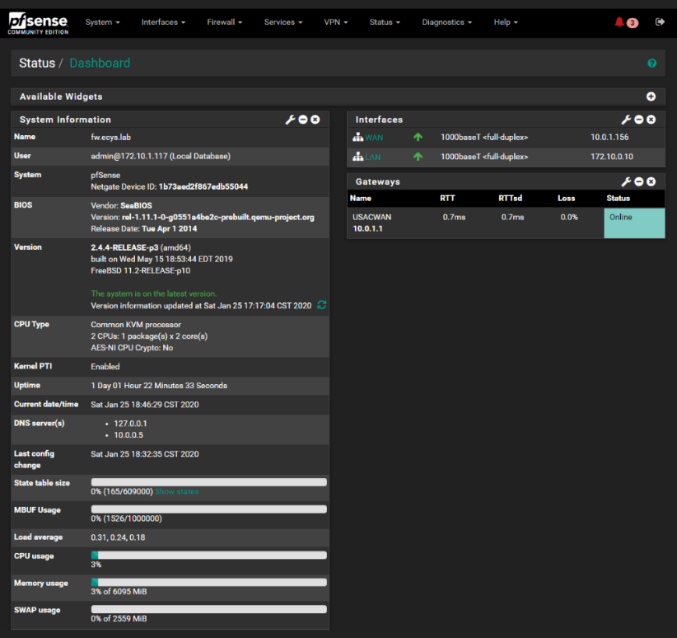 pfsense
COMMUNITY EDITION
System Interfaces Firewall Services VPN Status Diagnostics Help 3
Status / Dashboard
Available Widgets
System Information
Name fw.ecys.lab
User admin@172.10.1.117 (Local Database)
System pfSense
Netgate Device ID: 1b73aed2f867edb55044
BIOS Vendor: SeaBIOS
Version: rel-1.11.1-0-g0551a4be2c-prebuilt.qemu-project.org
Release Date: Tue Apr 1 2014
Version 2.4.4-RELEASE-p3 (amd64)
built on Wed May 15 18:53:44 EDT 2019
FreeBSD 11.2-RELEASE-p10
The system is on the latest version.
Version information updated at Sat Jan 25 17:17:04 CST 2020
CPU Type Common KVM processor
2 CPUs: 1 package(s) x 2 core(s)
AES-NI CPU Crypto: No
Kernel PTI Enabled
Uptime 1 Day 01 Hour 22 Minutes 33 Seconds
Current date/time Sat Jan 25 18:46:29 CST 2020
DNS server(s) • 127.0.0.1
• 10.0.0.5
Last config change Sat Jan 25 18:32:35 CST 2020
State table size
0% (165/609000) Show states
MBUF Usage
0% (1526/1000000)
Load average 0.31, 0.24, 0.18
CPU usage
3%
Memory usage
3% of 6095 MiB
SWAP usage
0% of 2559 MiB
Interfaces
WAN 1000baseT <full-duplex> 10.0.1.156
LAN 1000baseT <full-duplex> 172.10.0.10
Gateways
Name RTT RTTsd Loss Status
USACWAN 0.7ms 0.7ms 0.0% Online
10.0.1.1